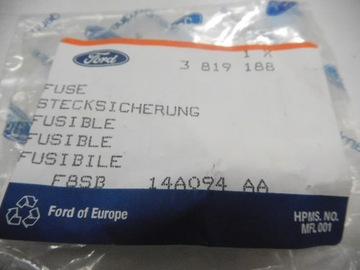 Ford
1 X
3 819 188
FUSE
STECKSICHERUNG
FUSIBLE
FUSIBLE
FUSIBILE
F8SB 14A094 AA
Ford of Europe
HPMS. NO.
MFL 001